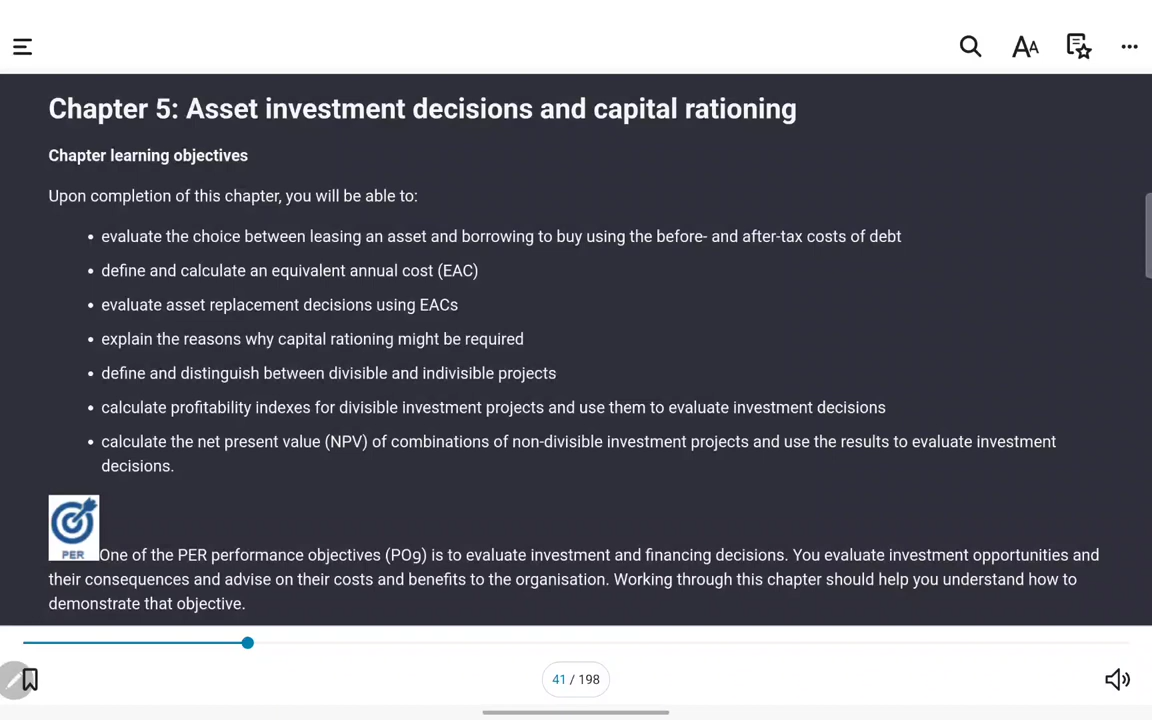 Chapter 5: Asset investment decisions and capital rationing
Chapter learning objectives
Upon completion of this chapter, you will be able to:
• evaluate the choice between leasing an asset and borrowing to buy using the before- and after-tax costs of debt
• define and calculate an equivalent annual cost (EAC)
• evaluate asset replacement decisions using EACs
• explain the reasons why capital rationing might be required
• define and distinguish between divisible and indivisible projects
• calculate profitability indexes for divisible investment projects and use them to evaluate investment decisions
• calculate the net present value (NPV) of combinations of non-divisible investment projects and use the results to evaluate investment
decisions.
PER
One of the PER performance objectives (PO9) is to evaluate investment and financing decisions. You evaluate investment opportunities and
their consequences and advise on their costs and benefits to the organisation. Working through this chapter should help you understand how to
demonstrate that objective.
41 / 198